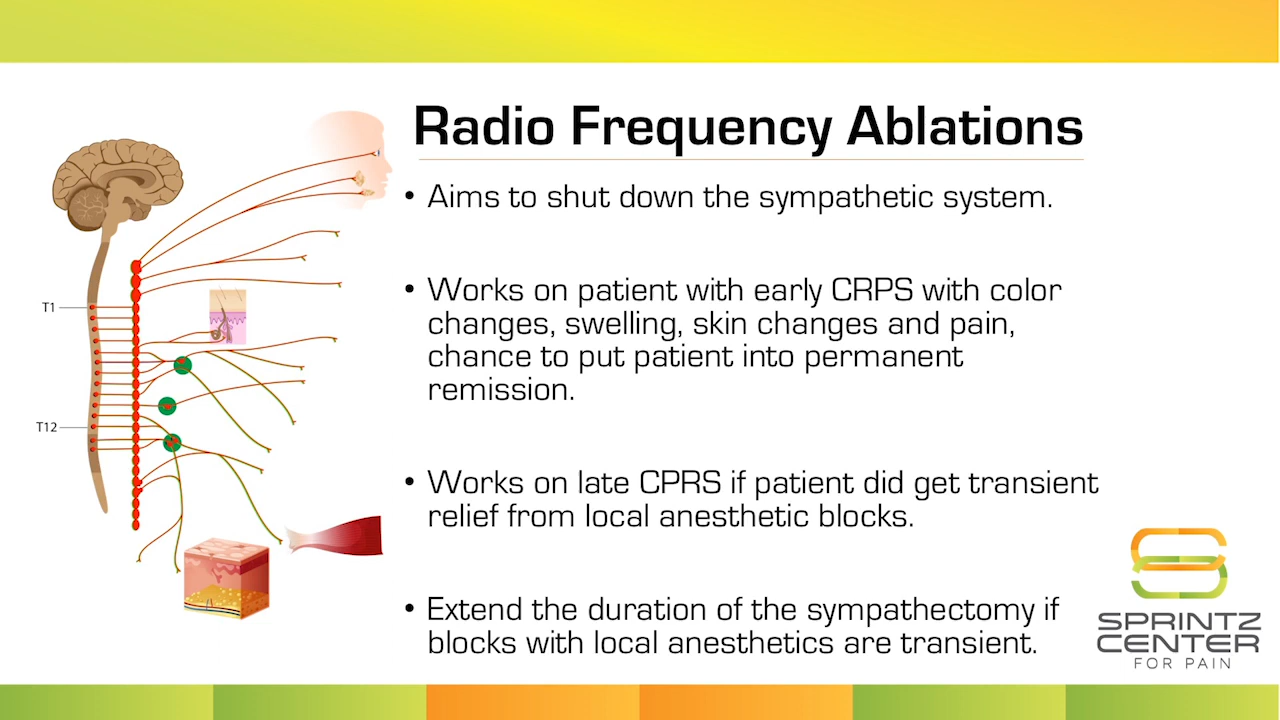 Radio Frequency Ablations
• Aims to shut down the sympathetic system.
• Works on patient with early CRPS with color
changes, swelling, skin changes and pain,
chance to put patient into permanent
remission.
• Works on late CPRS if patient did get transient
relief from local anesthetic blocks.
• Extend the duration of the sympathectomy if
blocks with local anesthetics are transient.
T1
T12
SPRINTZ
CENTER
FOR PAIN